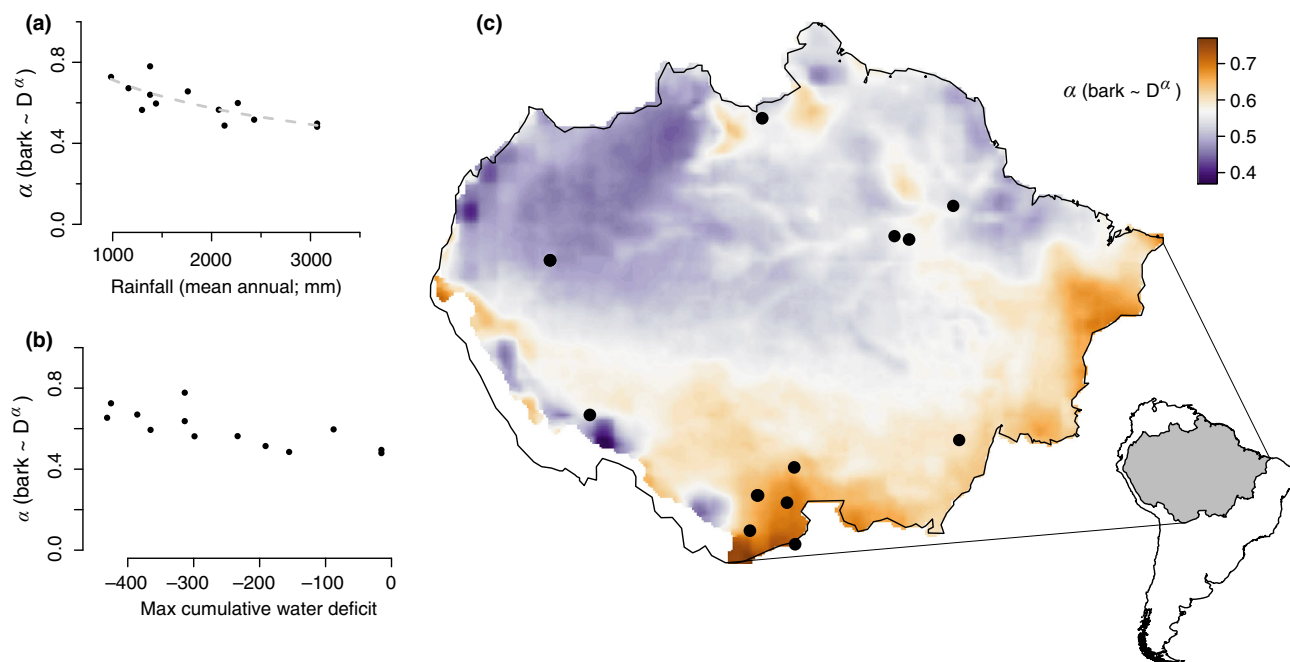 (a)
α (bark ~ D^α)
0.8
0.4
0.0
1000 2000 3000
Rainfall (mean annual; mm)
(b)
α (bark ~ D^α)
0.8
0.4
0.0
−400 −300 −200 −100 0
Max cumulative water deficit
(c)
α (bark ~ D^α)
0.7
0.6
0.5
0.4